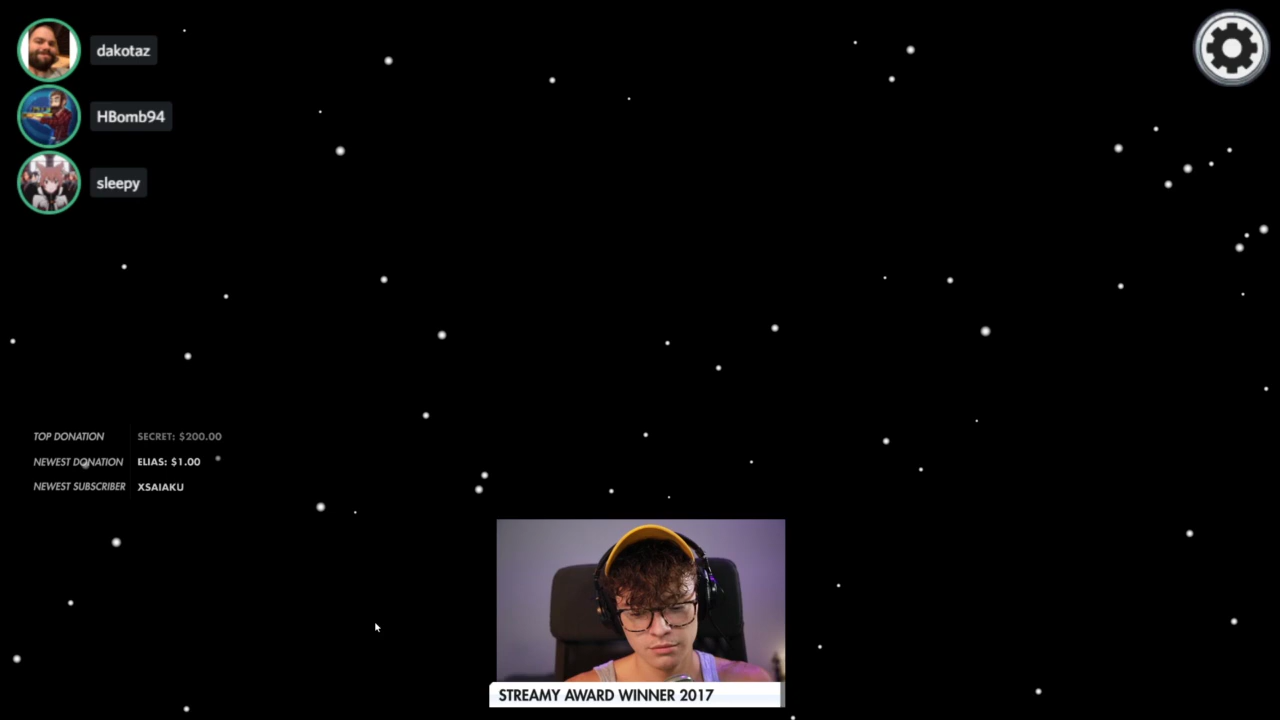 dakotaz
HBomb94
sleepy
TOP DONATION SECRET: $200.00
NEWEST DONATION ELIAS: $1.00
NEWEST SUBSCRIBER XSAIAKU
STREAMY AWARD WINNER 2017